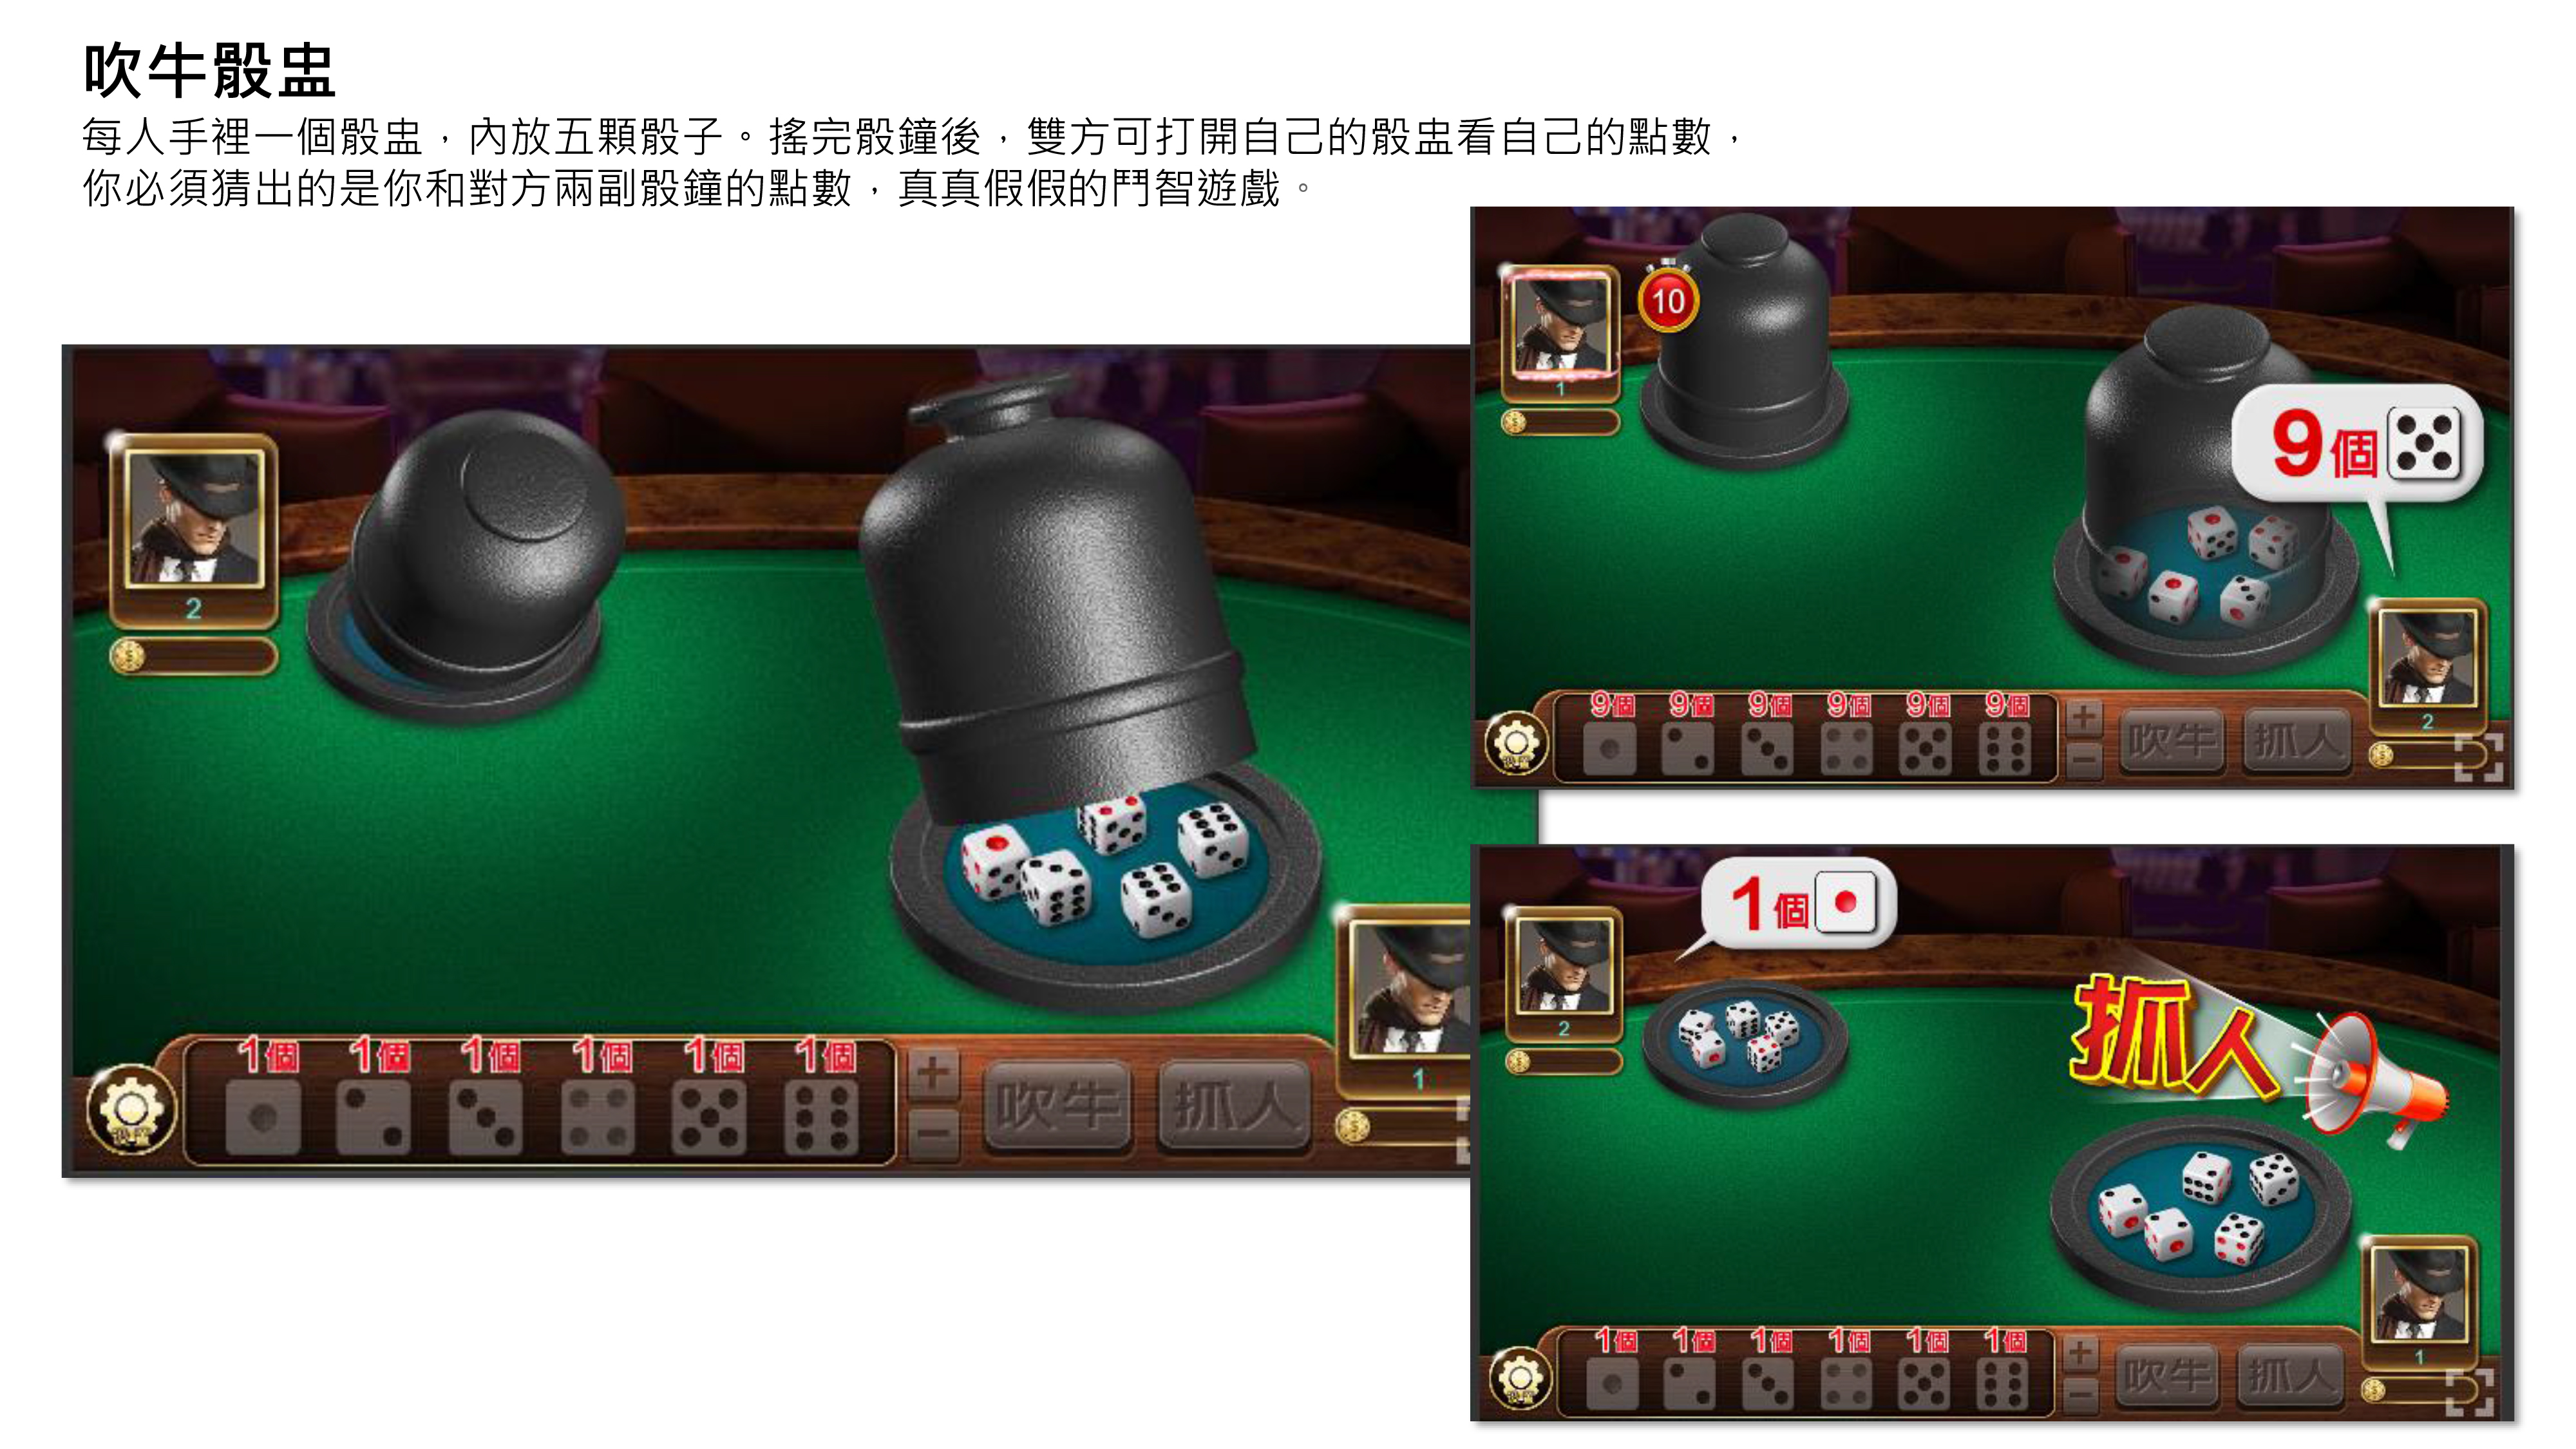 吹牛骰盅
每人手裡一個骰盅，內放五顆骰子。搖完骰鐘後，雙方可打開自己的骰盅看自己的點數，
你必須猜出的是你和對方兩副骰鐘的點數，真真假假的鬥智遊戲。
2
1個 1個 1個 1個 1個 1個
+
-
吹牛 抓人
1
10
1
9個
9個 9個 9個 9個 9個 9個
+
-
吹牛 抓人
2
1個
2
抓人
1個 1個 1個 1個 1個 1個
+
-
吹牛 抓人
1